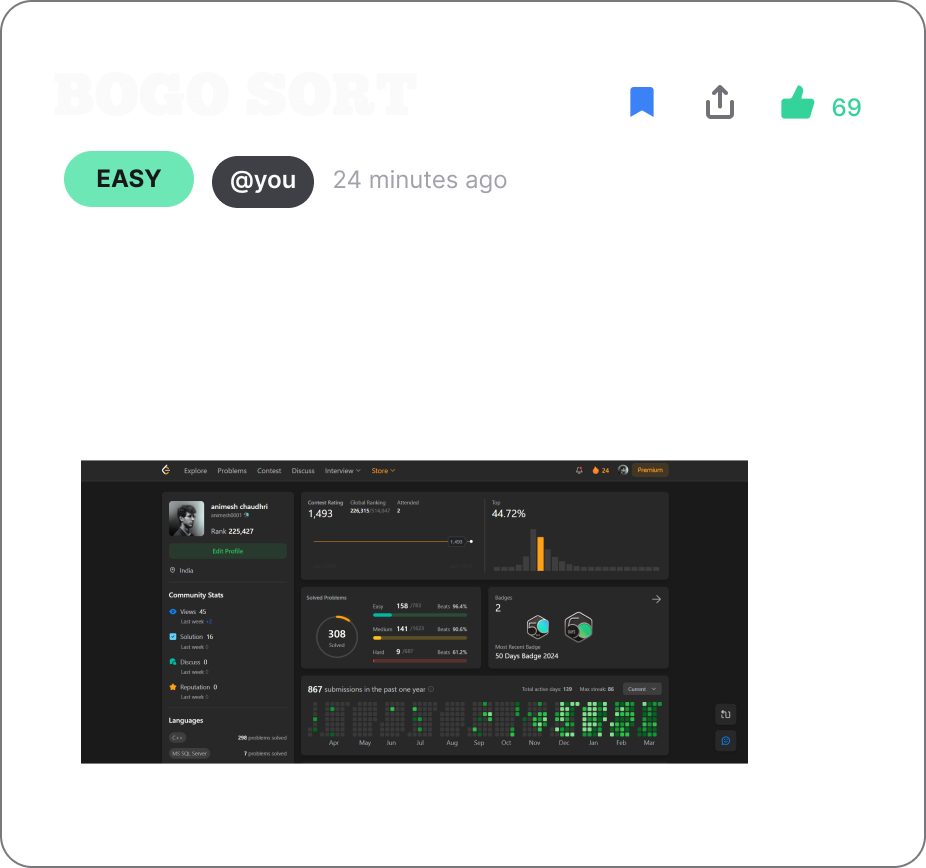 BOGO SORT
69
EASY
@you
24 minutes ago
Explore Problems Contest Discuss Interview Store
24 Premium
animesh chaudhri
animesh0001
Rank 225,427
Edit Profile
India
Community Stats
Views 45
Last week +2
Solution 16
Last week 0
Discuss 0
Last week 0
Reputation 0
Last week 0
Languages
C++ 298 problems solved
MS SQL Server 7 problems solved
Contest Rating Global Ranking Attended
1,493 226,315 2
1,493
Top
44.72%
Solved Problems
308
Solved
Easy 158 Beats 96.4%
Medium 141 Beats 90.6%
Hard 9 Beats 61.2%
Badges
2
Most Recent Badge
50 Days Badge 2024
867 submissions in the past one year
Total active days: 139 Max streak: 86 Current
Apr May Jun Jul Aug Sep Oct Nov Dec Jan Feb Mar